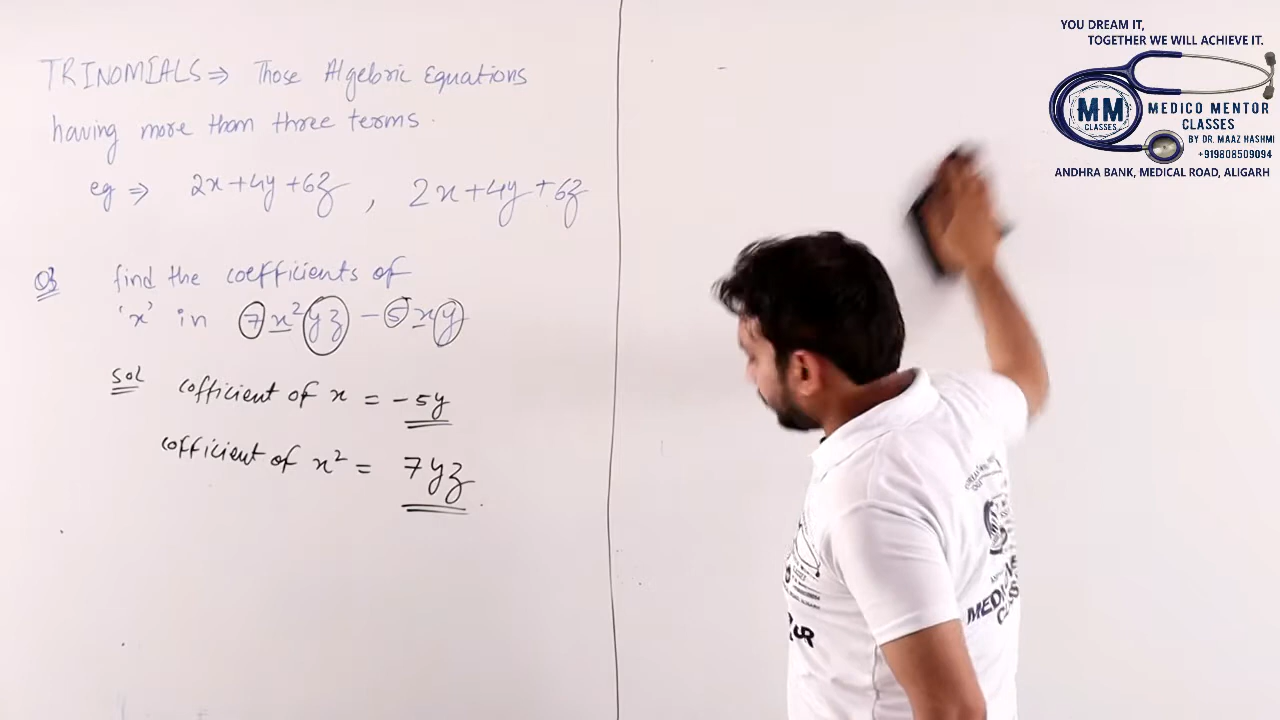 TRINOMIALS ⇒ Those Algebric Equations
having more than three terms.
eg ⇒ 2x+4y+6z , 2x+4y+6z
Q3 find the coefficients of
'x' in 7x²yz - 5xy
Sol cofficient of x = -5y
cofficient of x² = 7yz
YOU DREAM IT,
TOGETHER WE WILL ACHIEVE IT.
MM
CLASSES
MEDICO MENTOR
CLASSES
BY DR. MAAZ HASHMI
+919808509094
ANDHRA BANK, MEDICAL ROAD, ALIGARH